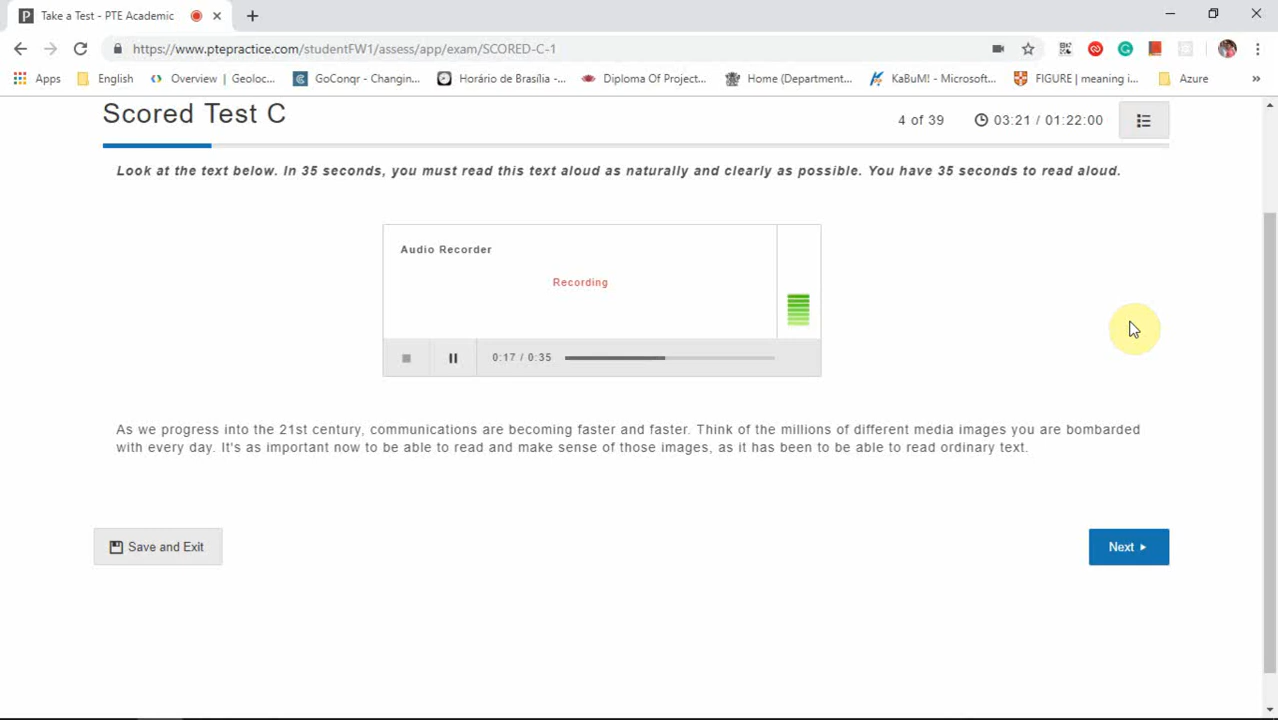 Take a Test - PTE Academic
https://www.ptepractice.com/studentFW1/assess/app/exam/SCORED-C-1
Apps English Overview | Geoloc... GoConqr - Changin... Horário de Brasília,... Diploma Of Project... Home (Department... KaBuM! - Microsoft... FIGURE | meaning i... Azure »
Scored Test C 4 of 39 03:21 / 01:22:00
Look at the text below. In 35 seconds, you must read this text aloud as naturally and clearly as possible. You have 35 seconds to read aloud.
Audio Recorder
Recording
0:17 / 0:35
As we progress into the 21st century, communications are becoming faster and faster. Think of the millions of different media images you are bombarded
with every day. It's as important now to be able to read and make sense of those images, as it has been to be able to read ordinary text.
Save and Exit Next